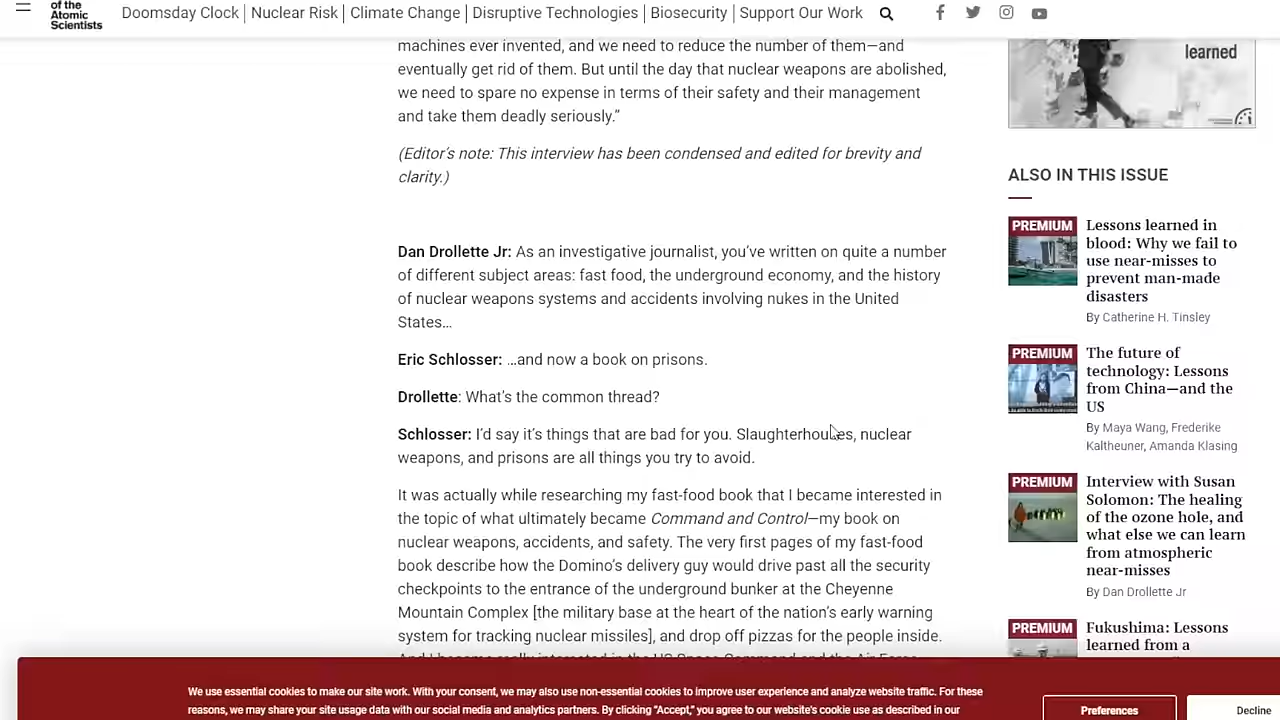 of the
Atomic
Scientists
Doomsday Clock | Nuclear Risk | Climate Change | Disruptive Technologies | Biosecurity | Support Our Work
machines ever invented, and we need to reduce the number of them—and
eventually get rid of them. But until the day that nuclear weapons are abolished,
we need to spare no expense in terms of their safety and their management
and take them deadly seriously.”
(Editor’s note: This interview has been condensed and edited for brevity and
clarity.)
Dan Drollette Jr: As an investigative journalist, you’ve written on quite a number
of different subject areas: fast food, the underground economy, and the history
of nuclear weapons systems and accidents involving nukes in the United
States…
Eric Schlosser: …and now a book on prisons.
Drollette: What’s the common thread?
Schlosser: I’d say it’s things that are bad for you. Slaughterhouses, nuclear
weapons, and prisons are all things you try to avoid.
It was actually while researching my fast-food book that I became interested in
the topic of what ultimately became Command and Control—my book on
nuclear weapons, accidents, and safety. The very first pages of my fast-food
book describe how the Domino’s delivery guy would drive past all the security
checkpoints to the entrance of the underground bunker at the Cheyenne
Mountain Complex [the military base at the heart of the nation’s early warning
system for tracking nuclear missiles], and drop off pizzas for the people inside.
And I became really interested in the US Space Command and the Air Force
learned
ALSO IN THIS ISSUE
PREMIUM
Lessons learned in
blood: Why we fail to
use near-misses to
prevent man-made
disasters
By Catherine H. Tinsley
PREMIUM
The future of
technology: Lessons
from China—and the
US
By Maya Wang, Frederike
Kaltheuner, Amanda Klasing
PREMIUM
Interview with Susan
Solomon: The healing
of the ozone hole, and
what else we can learn
from atmospheric
near-misses
By Dan Drollette Jr
PREMIUM
Fukushima: Lessons
learned from a
We use essential cookies to make our site work. With your consent, we may also use non-essential cookies to improve user experience and analyze website traffic. For these
reasons, we may share your site usage data with our social media and analytics partners. By clicking “Accept,” you agree to our website's cookie use as described in our
Preferences
Decline